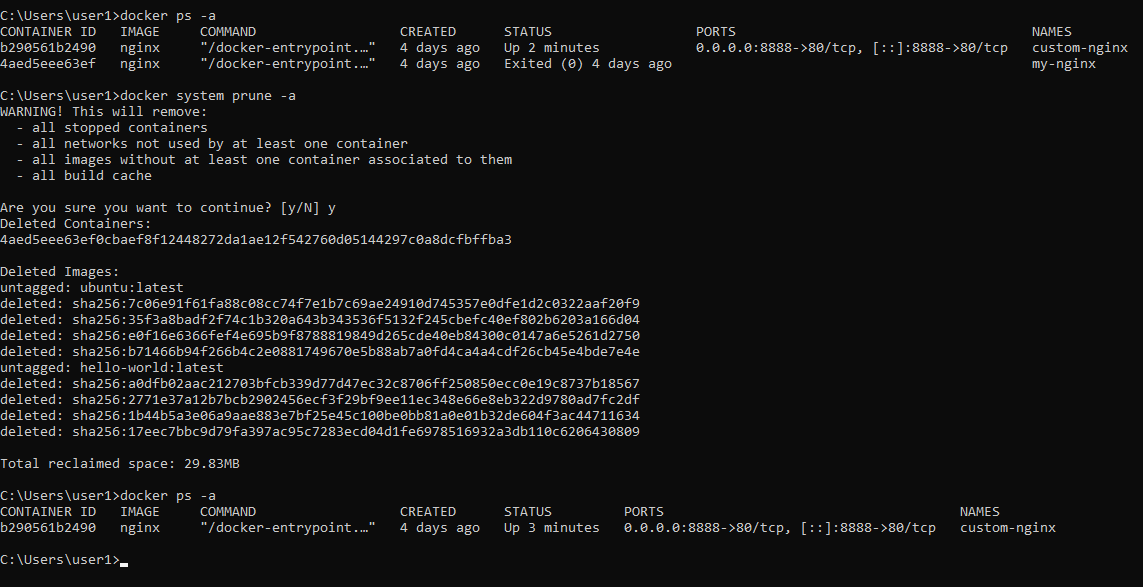 C:\Users\user1>docker ps -a
CONTAINER ID   IMAGE     COMMAND                  CREATED      STATUS                  PORTS                                     NAMES
b290561b2490   nginx     "/docker-entrypoint.…"   4 days ago   Up 2 minutes            0.0.0.0:8888->80/tcp, [::]:8888->80/tcp   custom-nginx
4aed5eee63ef   nginx     "/docker-entrypoint.…"   4 days ago   Exited (0) 4 days ago                                             my-nginx
C:\Users\user1>docker system prune -a
WARNING! This will remove:
  - all stopped containers
  - all networks not used by at least one container
  - all images without at least one container associated to them
  - all build cache
Are you sure you want to continue? [y/N] y
Deleted Containers:
4aed5eee63ef0cbaef8f12448272da1ae12f542760d05144297c0a8dcfbffba3
Deleted Images:
untagged: ubuntu:latest
deleted: sha256:7c06e91f61fa88c08cc74f7e1b7c69ae24910d745357e0dfe1d2c0322aaf20f9
deleted: sha256:35f3a8badf2f74c1b320a643b343536f5132f245cbefc40ef802b6203a166d04
deleted: sha256:e0f16e6366fef4e695b9f8788819849d265cde40eb84300c0147a6e5261d2750
deleted: sha256:b71466b94f266b4c2e0881749670e5b88ab7a0fd4ca4a4cdf26cb45e4bde7e4e
untagged: hello-world:latest
deleted: sha256:a0dfb02aac212703bfcb339d77d47ec32c8706ff250850ecc0e19c8737b18567
deleted: sha256:2771e37a12b7bcb2902456ecf3f29bf9ee11ec348e66e8eb322d9780ad7fc2df
deleted: sha256:1b44b5a3e06a9aae883e7bf25e45c100be0bb81a0e01b32de604f3ac44711634
deleted: sha256:17eec7bbc9d79fa397ac95c7283ecd04d1fe6978516932a3db110c6206430809
Total reclaimed space: 29.83MB
C:\Users\user1>docker ps -a
CONTAINER ID   IMAGE     COMMAND                  CREATED      STATUS         PORTS                                     NAMES
b290561b2490   nginx     "/docker-entrypoint.…"   4 days ago   Up 3 minutes   0.0.0.0:8888->80/tcp, [::]:8888->80/tcp   custom-nginx
C:\Users\user1>